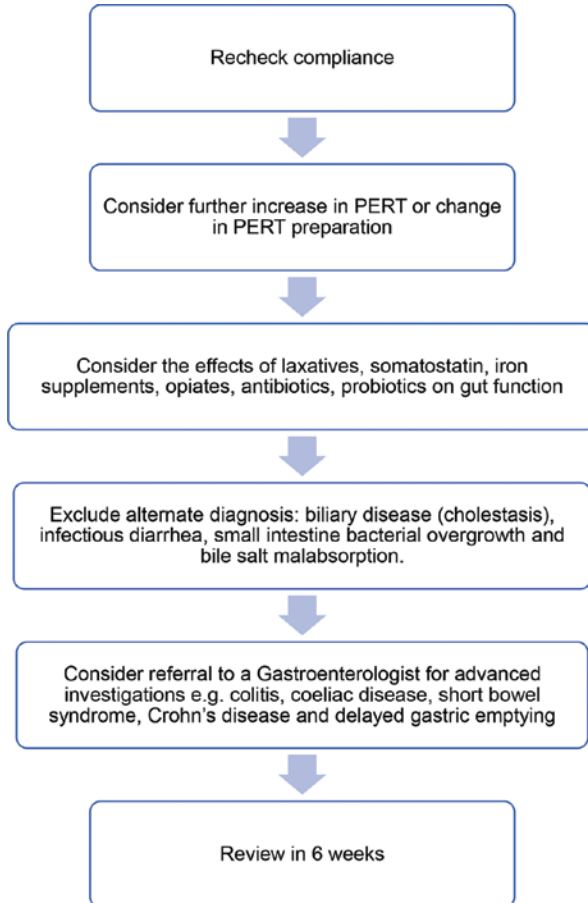 Recheck compliance
Consider further increase in PERT or change
in PERT preparation
Consider the effects of laxatives, somatostatin, iron
supplements, opiates, antibiotics, probiotics on gut function
Exclude alternate diagnosis: biliary disease (cholestasis),
infectious diarrhea, small intestine bacterial overgrowth and
bile salt malabsorption.
Consider referral to a Gastroenterologist for advanced
investigations e.g. colitis, coeliac disease, short bowel
syndrome, Crohn’s disease and delayed gastric emptying
Review in 6 weeks